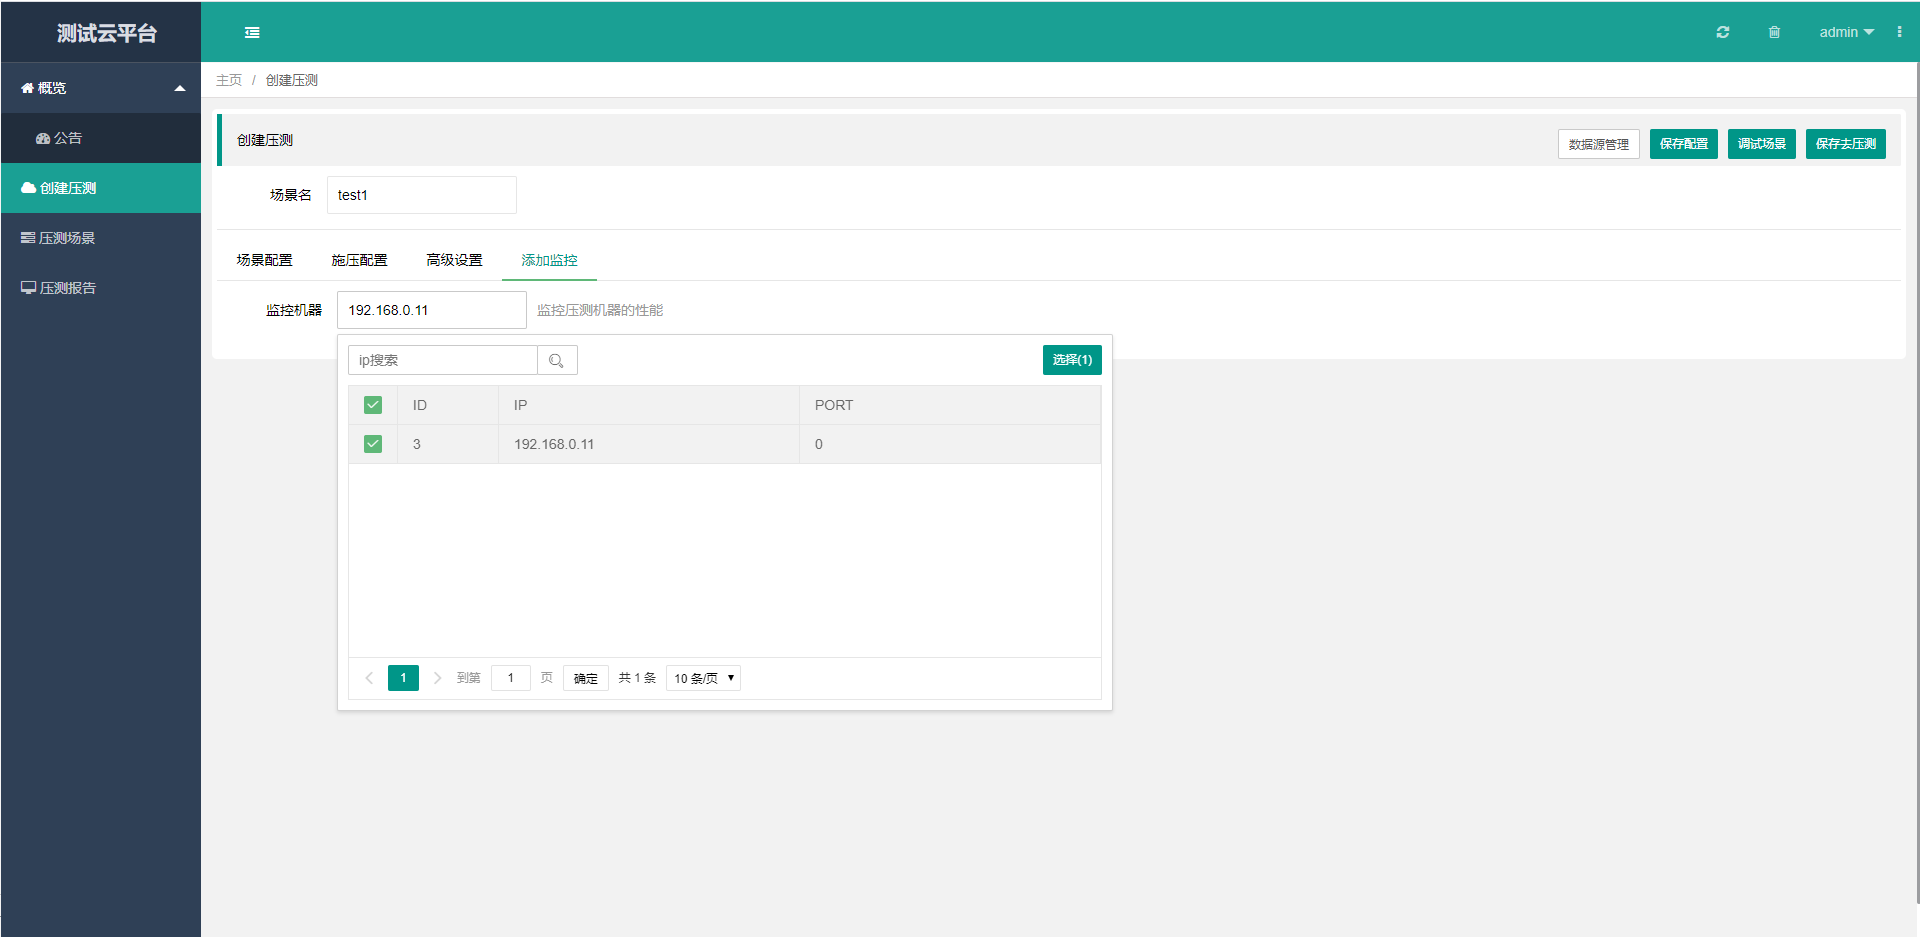 测试云平台
admin
概览
公告
创建压测
压测场景
压测报告
主页 / 创建压测
创建压测
数据源管理 保存配置 调试场景 保存去压测
场景名 test1
场景配置 施压配置 高级设置 添加监控
监控机器 192.168.0.11 监控压测机器的性能
ip搜索 选择(1)
ID IP PORT
3 192.168.0.11 0
1 到第 1 页 确定 共 1 条 10 条/页